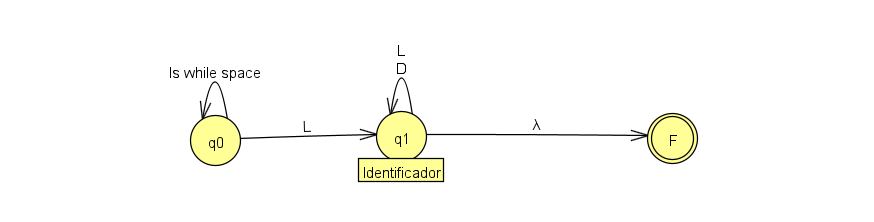 L
D
Is while space
L
λ
q0
q1
F
Identificador